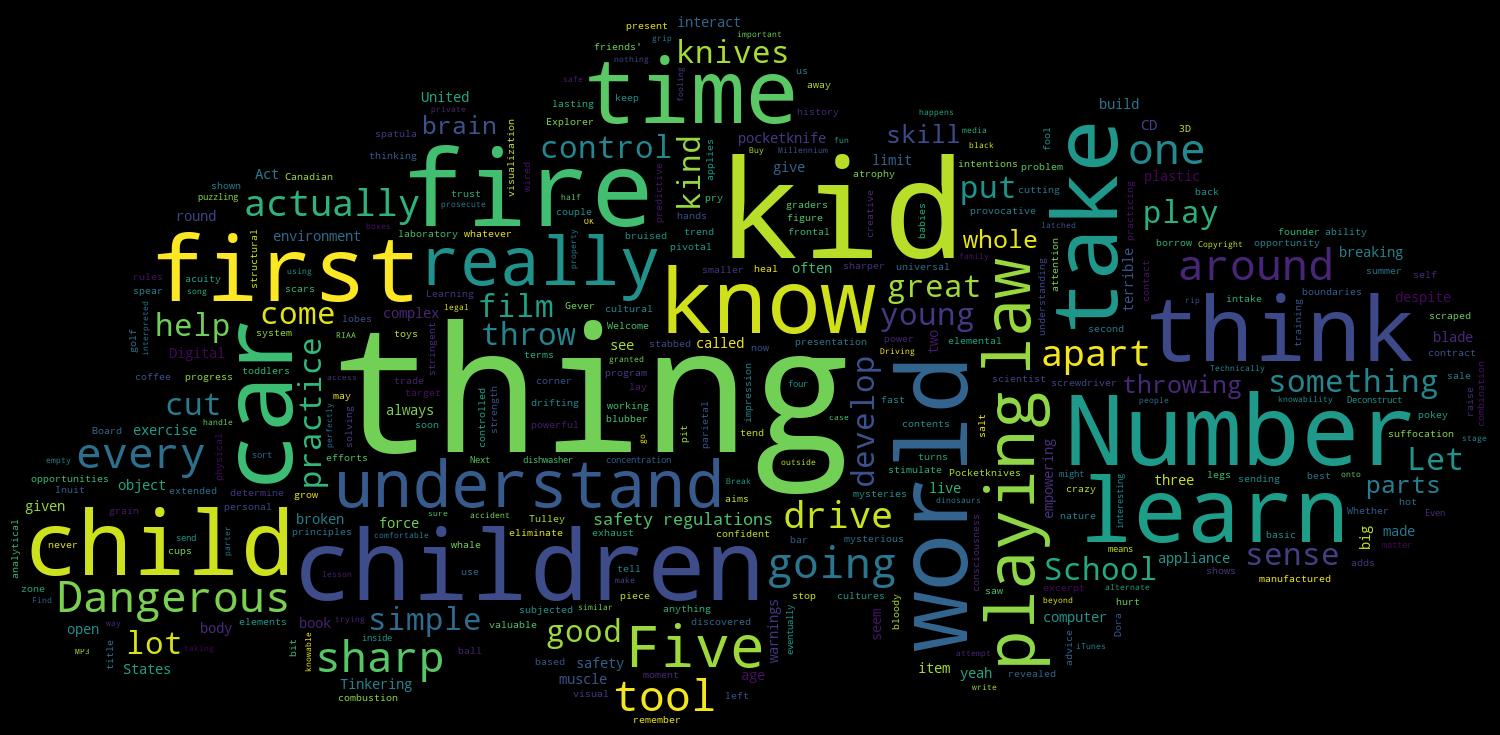 present
interact
grip
important
friends'
knives
nothing
us
safe
time
fooling
away
United
lasting
keep
private
Explorer
history
build
happens
brain
visualization
pocketknife
skill
media
CD
3D
spatula
control
kind
applies
fun
black
fool
take
one
thinking
Buy
Millennium
give
limit
intentions
problem
practicing
Act
Canadian
shown
wired
predictive
trust
pry
atrophy
put
cutting
plastic
puzzling
actually
fire
half
prosecute
couple
graders
creative
kid
babies
provocative
back
round
boxes
OK
hands
figure
latched
play
laboratory
whatever
bruised
trend
frontal
founder
ability
environment
pivotal
family
whole
borrow
Copyright
opportunity
structural
first
really
property
often
sharper
universal
attention
terrible
breaking
rules
acuity
using
smaller
heal
contact
around
summer
self
song
spear
scars
Learning
legal
film
Gever
cultural
know
great
understanding
rip
intake
boundaries
despite
come
complex
young
training
golf
interpreted
help
system
lobes
toys
throw
Welcome
see
stabbed
called
now
presentation
power
two
elemental
second
scraped
blade
RIAA
stringent
terms
granted
Driving
law
apart
think
contract
Digital
car
practice
thing
program
scientist
Technically
coffee
progress
toddlers
access
trade
corner
lay
four
screwdriver
throwing
something
sale
raise
combination
target
impression
develop
fast
world
people
knowability
Deconstruct
cut
may
always
drifting
working
contents
salt
Number
pokey
handle
solving
perfectly
soon
controlled
strength
powerful
blubber
go
pit
parietal
case
playing
Board
exercise
efforts
tend
turns
suffocation
Let
every
physical
Next
dishwasher
concentration
outside
stimulate
stage
empty
sort
understand
Break
Pocketknives
empowering
might
legs
sending
best
onto
opportunities
Inuit
object
extended
determine
personal
grow
aims
mysteries
live
dinosaurs
crazy
three
parts
hot
given
grain
broken
principles
force
sure
accident
Tulley
eliminate
safety regulations
confident
drive
bar
mysterious
nature
learn
interesting
Whether
made
big
Even
analytical
child
never
send
cups
parter
comfortable
whale
exhaust
basic
matter
means
appliance
sense
adds
zone
lesson
children
use
tell
make
going
consciousness
School
shows
manufactured
Find
Dangerous
piece
stop
cultures
saw
excerpt
alternate
elements
simple
subjected
similar
anything
beyond
hurt
computer
open
way
body
book
trying
valuable
discovered
warnings
seem
bloody
eventually
Dora
MP3
title
lot
taking
bit
knowable
inside
sharp
ball
good
Five
attempt
advice
iTunes
States
based
safety
item
yeah
revealed
Tinkering
muscle
moment
age
write
combustion
visual
tool
left
remember